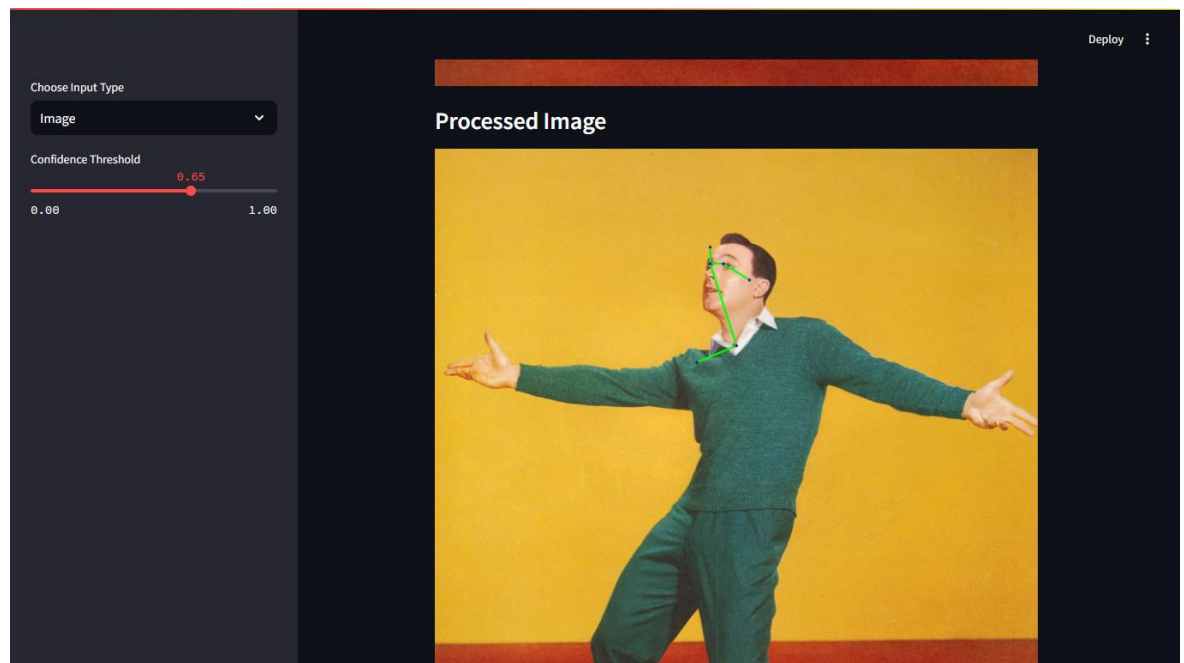 Deploy
Choose Input Type
Image
Confidence Threshold
0.65
0.00
1.00
Processed Image